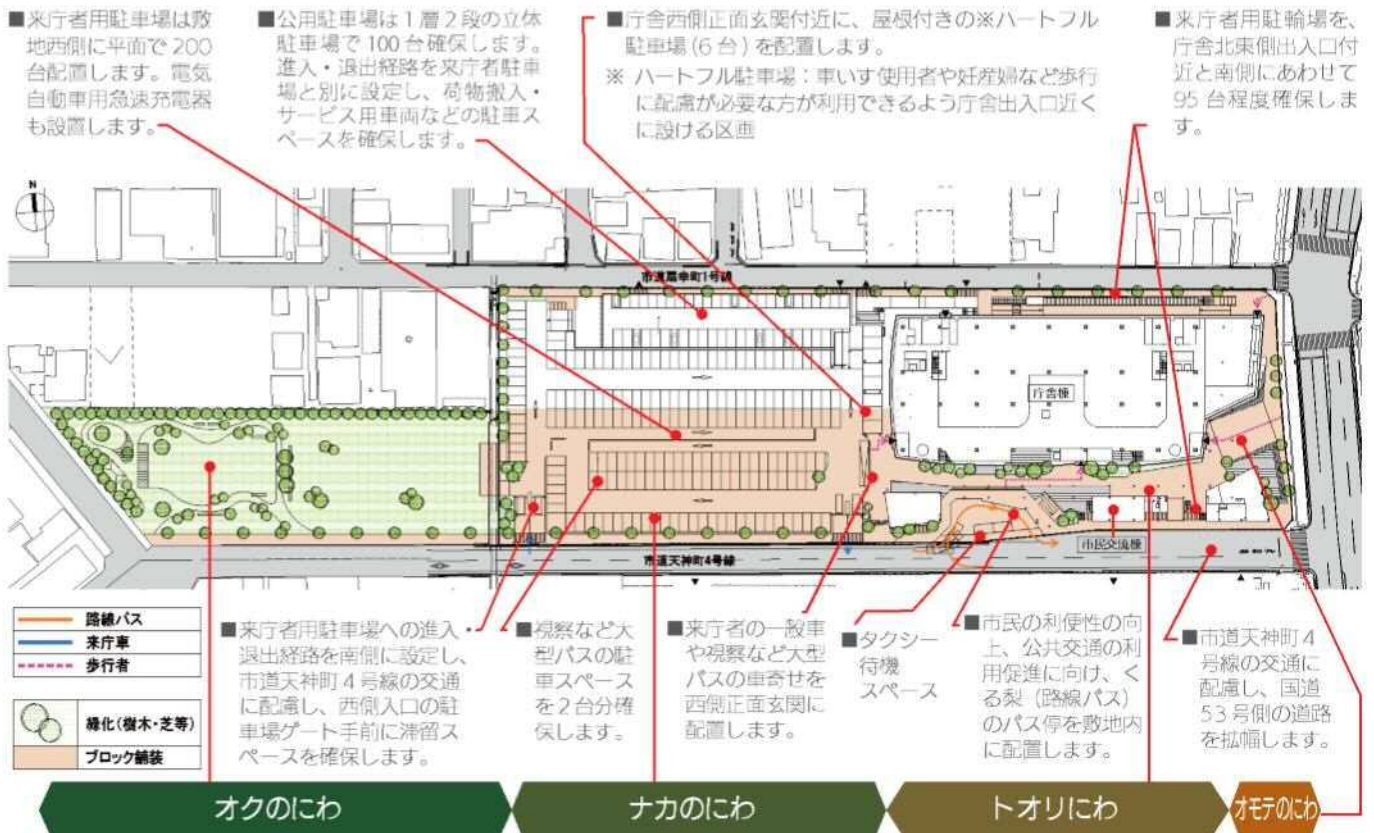 ■来庁者用駐車場は敷
地西側に平面で200
台配置します。電気
自動車用急速充電器
も設置します。
■公用駐車場は1層2段の立体
駐車場で100台確保します。
進入・退出経路を来庁者駐車
場と別に設定し、荷物搬入・
サービス用車両などの駐車ス
ペースを確保します。
■庁舎西側正面玄関付近に、屋根付きの※ハートフル
駐車場(6台)を配置します。
※ ハートフル駐車場：車いす使用者や妊産婦など歩行
に配慮が必要な方が利用できるよう庁舎出入口近く
に設ける区画
■来庁者用駐輪場を、
庁舎北東側出入口付
近と南側にあわせて
95台程度確保しま
す。
N
市道扇幸町1号線
庁舎棟
市民交流棟
市道天神町4号線
路線バス
来庁車
歩行者
緑化(樹木・芝等)
ブロック舗装
■来庁者用駐車場への進入・
退出経路を南側に設定し、
市道天神町4号線の交通
に配慮し、西側入口の駐
車場ゲート手前に滞留ス
ペースを確保します。
■視察など大
型バスの駐
車スペース
を2台分確
保します。
■来庁者の一般車
や視察など大型
バスの車寄せを
西側正面玄関に
配置します。
■タクシー
待機
スペース
■市民の利便性の向
上、公共交通の利
用促進に向け、く
る梨（路線バス）
のバス停を敷地内
に配置します。
■市道天神町4
号線の交通に
配慮し、国道
53号側の道路
を拡幅します。
オクのにわ
ナカのにわ
トオリにわ
オモテのにわ